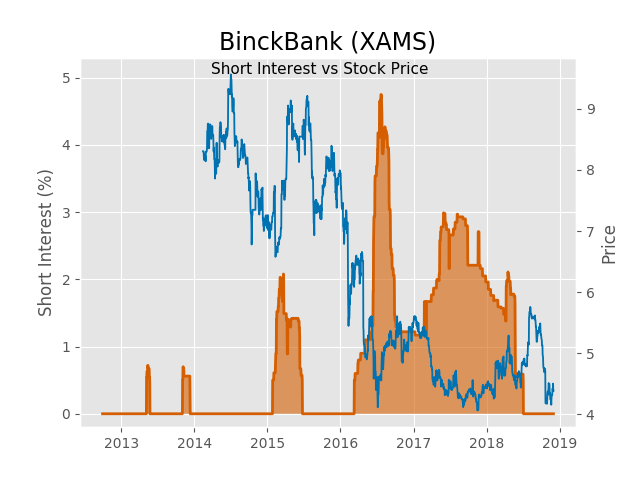 BinckBank (XAMS)
Short Interest vs Stock Price
Short Interest (%)
Price
5
4
3
2
1
0
9
8
7
6
5
4
2013 2014 2015 2016 2017 2018 2019